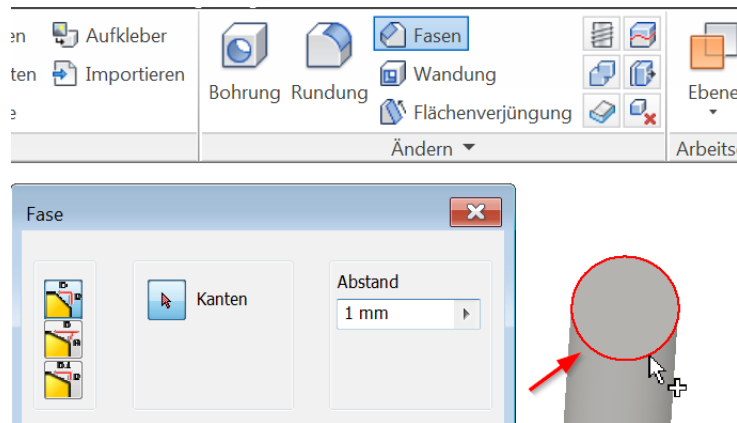 en Aufkleber
ten Importieren
e
Bohrung Rundung
Fasen
Wandung
Flächenverjüngung
Ebene
Ändern
Arbeits
Fase
Kanten
Abstand
1 mm